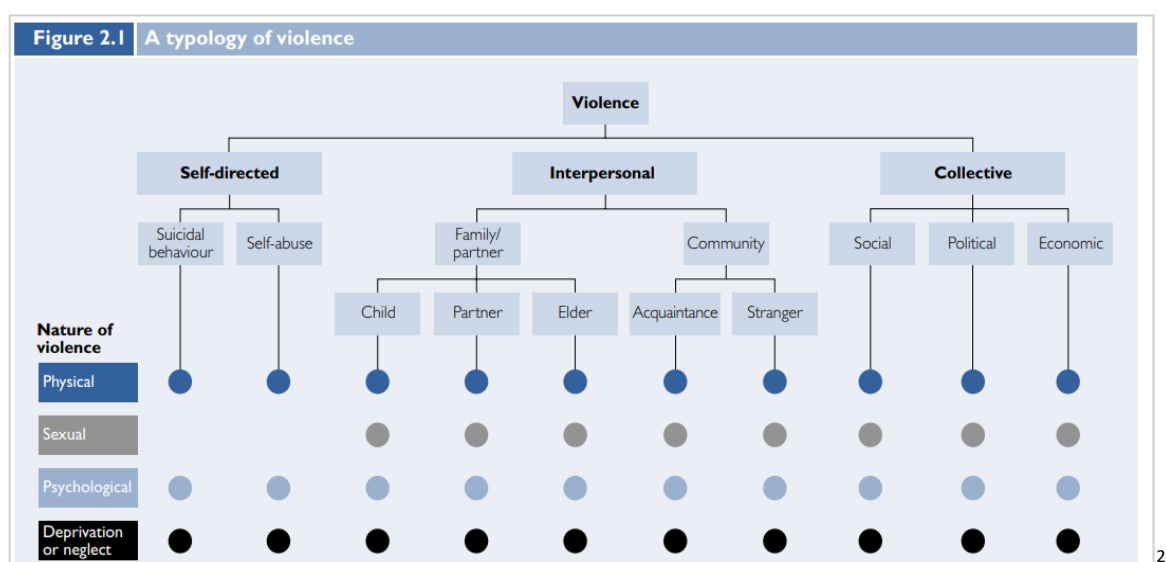 Figure 2.1 A typology of violence
Violence
Self-directed Interpersonal Collective
Suicidal
behaviour
Self-abuse
Family/
partner
Community
Social
Political
Economic
Child
Partner
Elder
Acquaintance
Stranger
Nature of
violence
Physical
Sexual
Psychological
Deprivation
or neglect
2